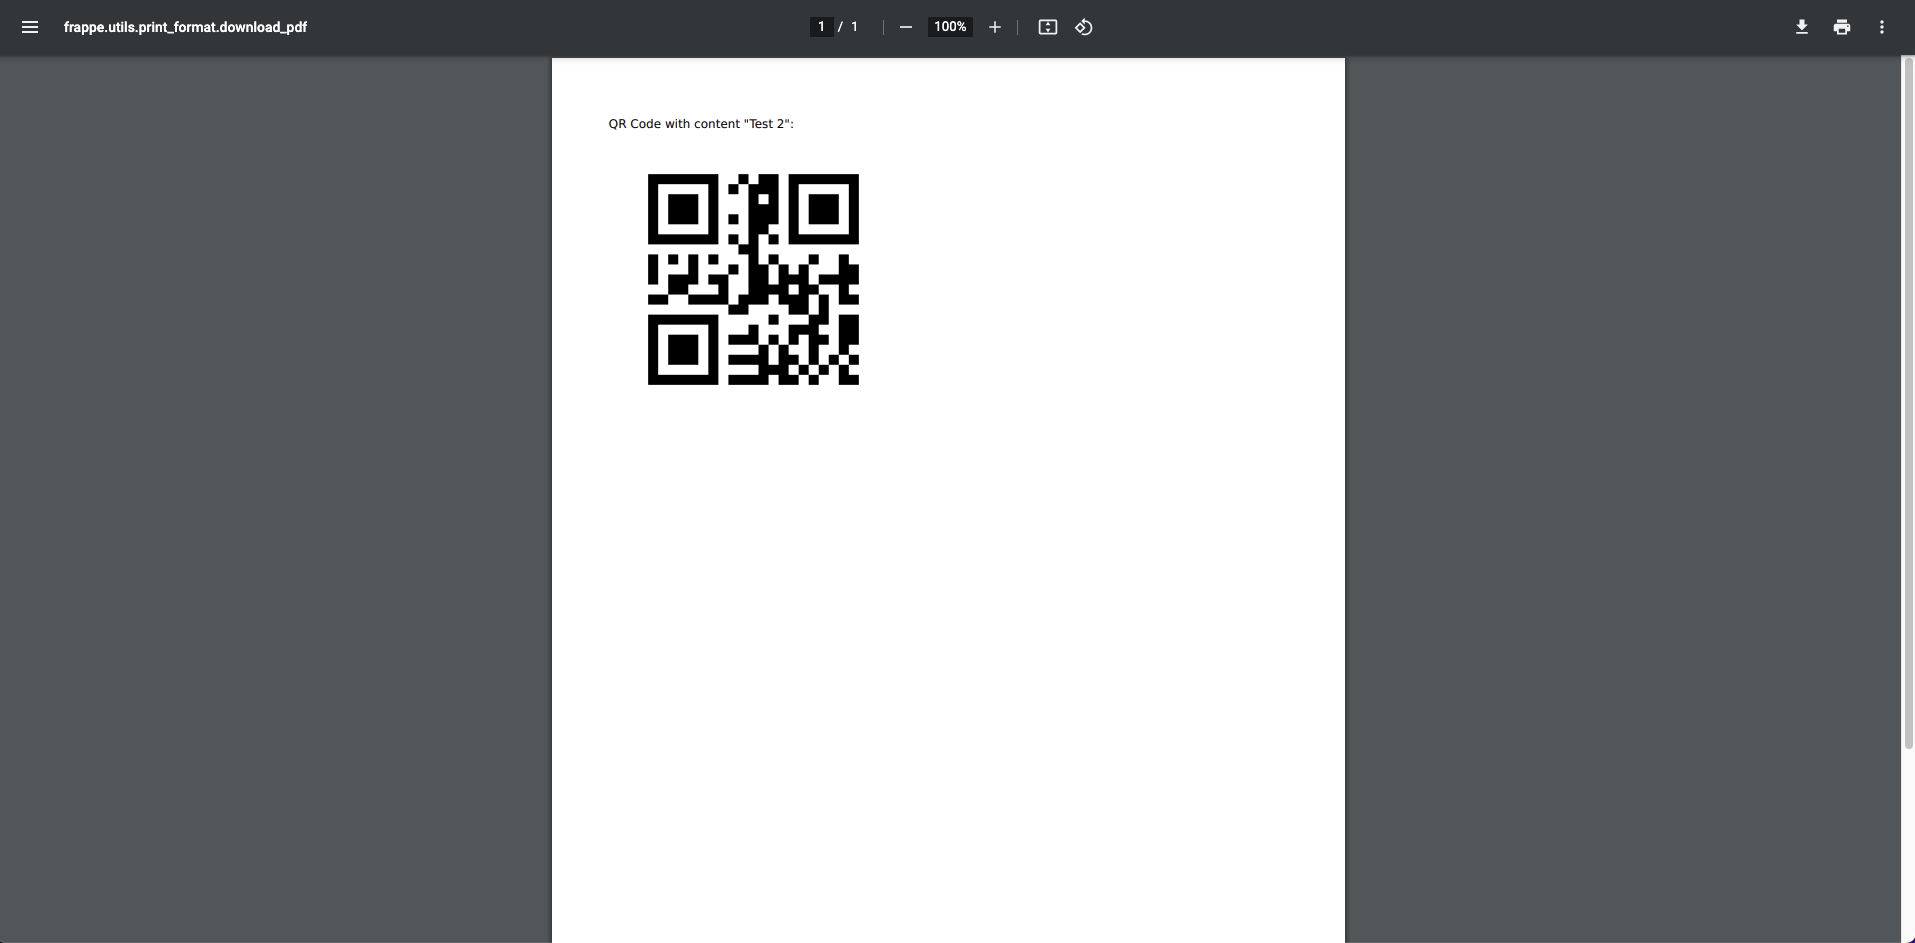 frappe.utils.print_format.download_pdf
1 / 1
100%
QR Code with content "Test 2":